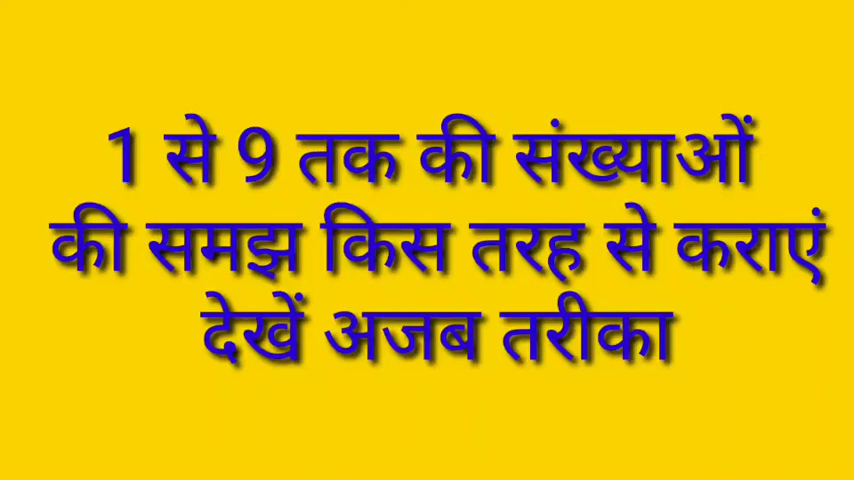 1 से 9 तक की संख्याओं
की समझ किस तरह से कराएं
देखें अजब तरीका